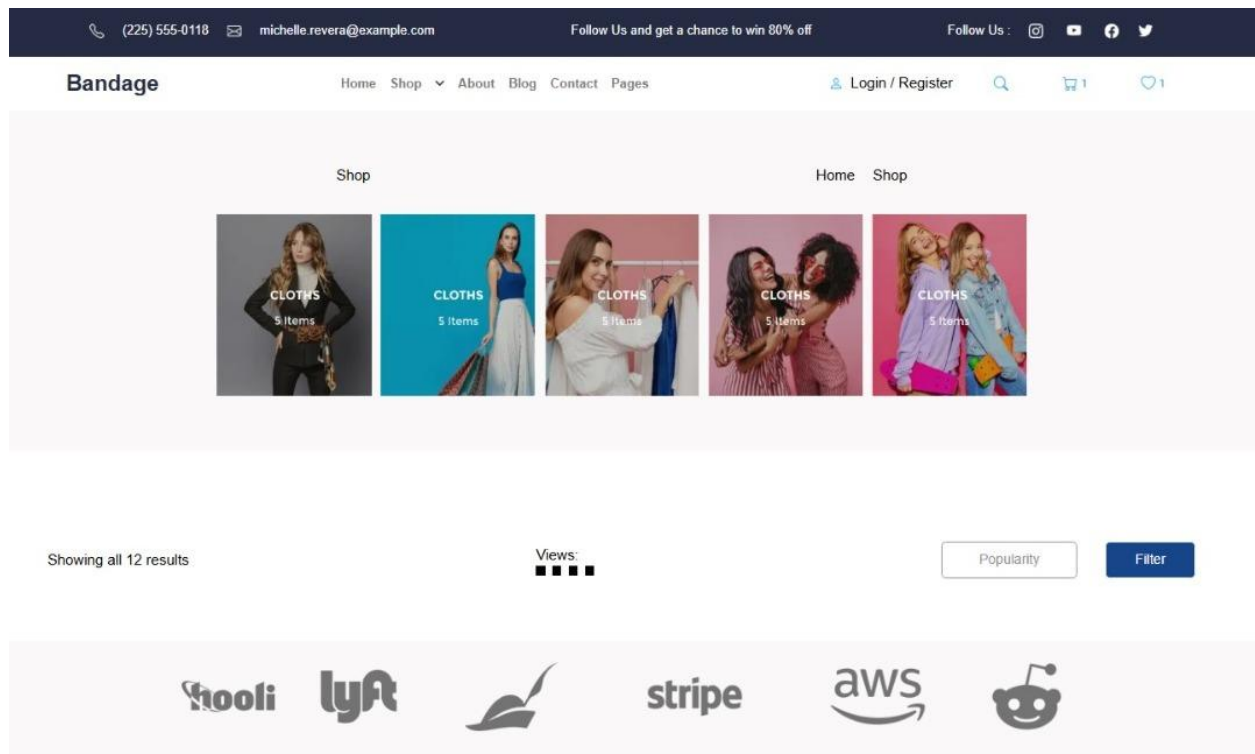 (225) 555-0118 michelle.revera@example.com Follow Us and get a chance to win 80% off Follow Us :
Bandage Home Shop About Blog Contact Pages Login / Register 1 1
Shop Home Shop
CLOTHS CLOTHS CLOTHS CLOTHS CLOTHS
5 Items 5 Items 5 Items 5 Items 5 Items
Showing all 12 results Views: Popularity Filter
hooli lyft stripe aws